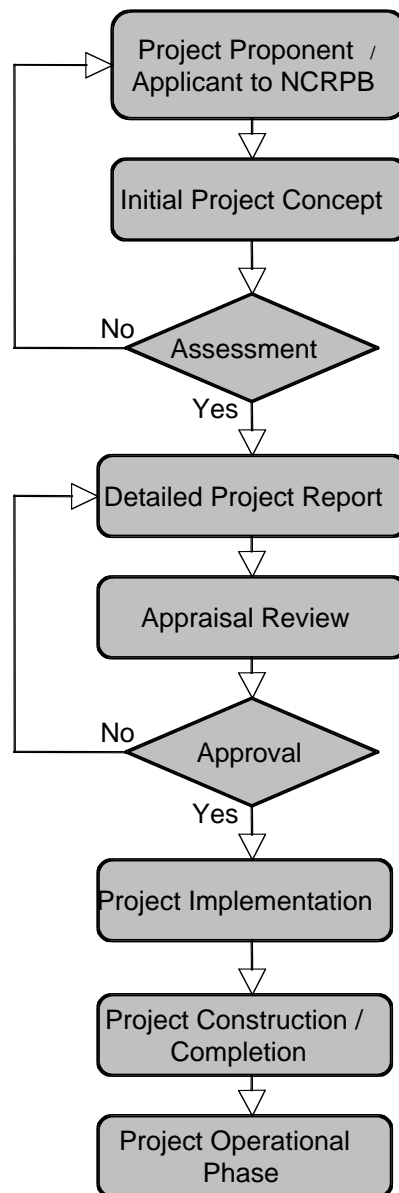 Project Proponent /
Applicant to NCRPB
Initial Project Concept
No
Assessment
Yes
Detailed Project Report
Appraisal Review
No
Approval
Yes
Project Implementation
Project Construction /
Completion
Project Operational
Phase